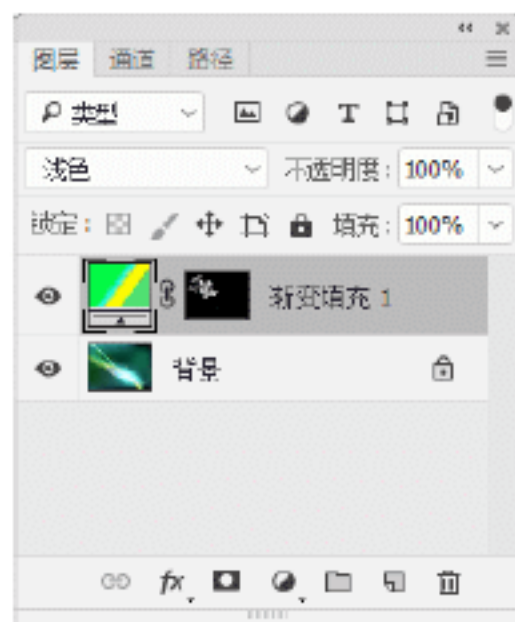 图层 通道 路径
类型
浅色 不透明度: 100%
锁定: 填充: 100%
渐变填充 1
背景
fx